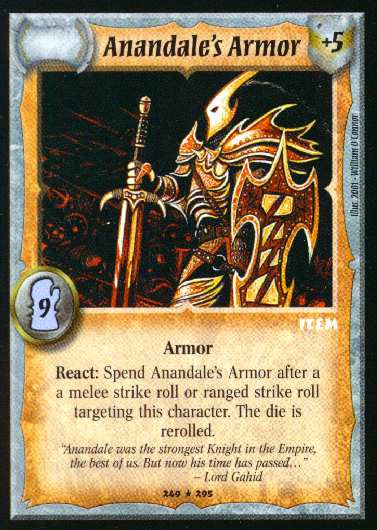 Anandale's Armor
+5
Illus. 2001 - William O'Connor
9
ITEM
Armor
React: Spend Anandale's Armor after a
a melee strike roll or ranged strike roll
targeting this character. The die is
rerolled.
"Anandale was the strongest Knight in the Empire,
the best of us. But now his time has passed..."
– Lord Gahid
249 ★ 295